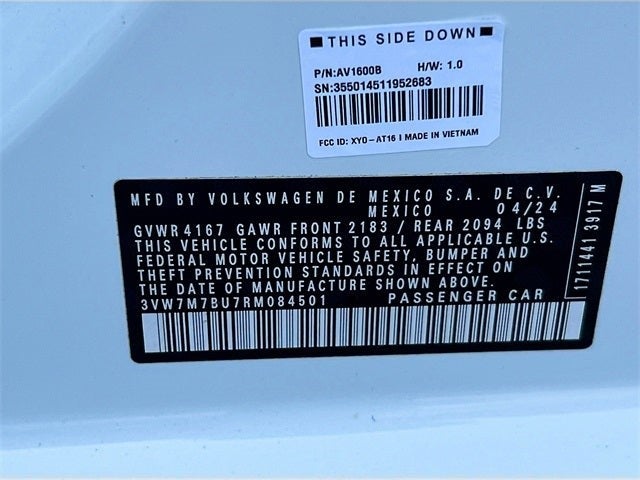 THIS SIDE DOWN
P/N:AV1600B H/W: 1.0
SN:355014511952683
FCC ID: XYO-AT16 I MADE IN VIETNAM
MFD BY VOLKSWAGEN DE MEXICO S.A. DE C.V.
MEXICO 04/24
GVWR 4167 GAWR FRONT 2183 / REAR 2094 LBS
THIS VEHICLE CONFORMS TO ALL APPLICABLE U.S.
FEDERAL MOTOR VEHICLE SAFETY, BUMPER AND
THEFT PREVENTION STANDARDS IN EFFECT ON
THE DATE OF MANUFACTURE SHOWN ABOVE.
3VW7M7BU7RM084501 PASSENGER CAR
1711441 3917 M